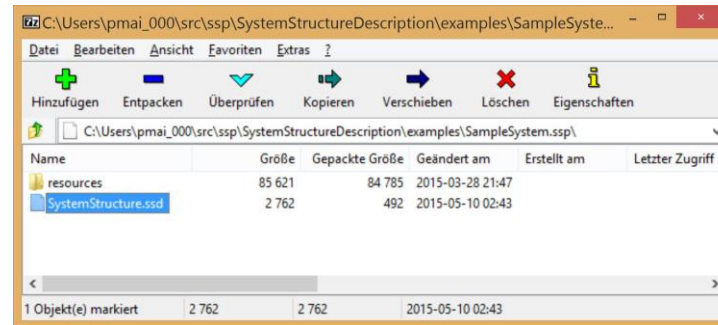 7z C:\Users\pmai_000\src\ssp\SystemStructureDescription\examples\SampleSyste...
Datei Bearbeiten Ansicht Favoriten Extras ?
Hinzufügen Entpacken Überprüfen Kopieren Verschieben Löschen Eigenschaften
C:\Users\pmai_000\src\ssp\SystemStructureDescription\examples\SampleSystem.ssp\
Name Größe Gepackte Größe Geändert am Erstellt am Letzter Zugriff
resources 85 621 84 785 2015-03-28 21:47
SystemStructure.ssd 2 762 492 2015-05-10 02:43
1 Objekt(e) markiert 2 762 2 762 2015-05-10 02:43